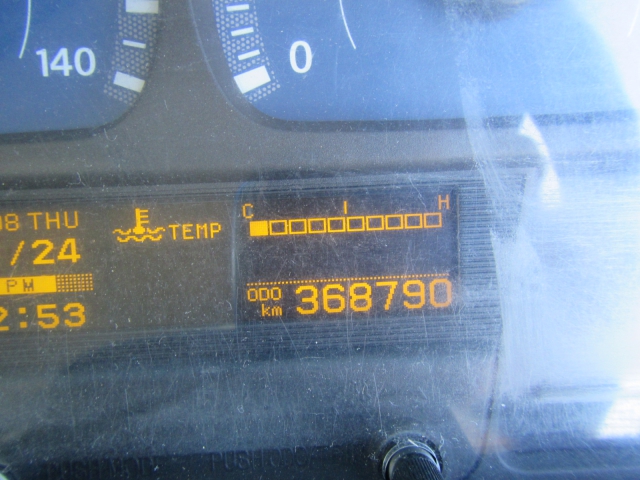 140
0
08 THU
/24
PM
2:53
TEMP
C H
ODO km 368790